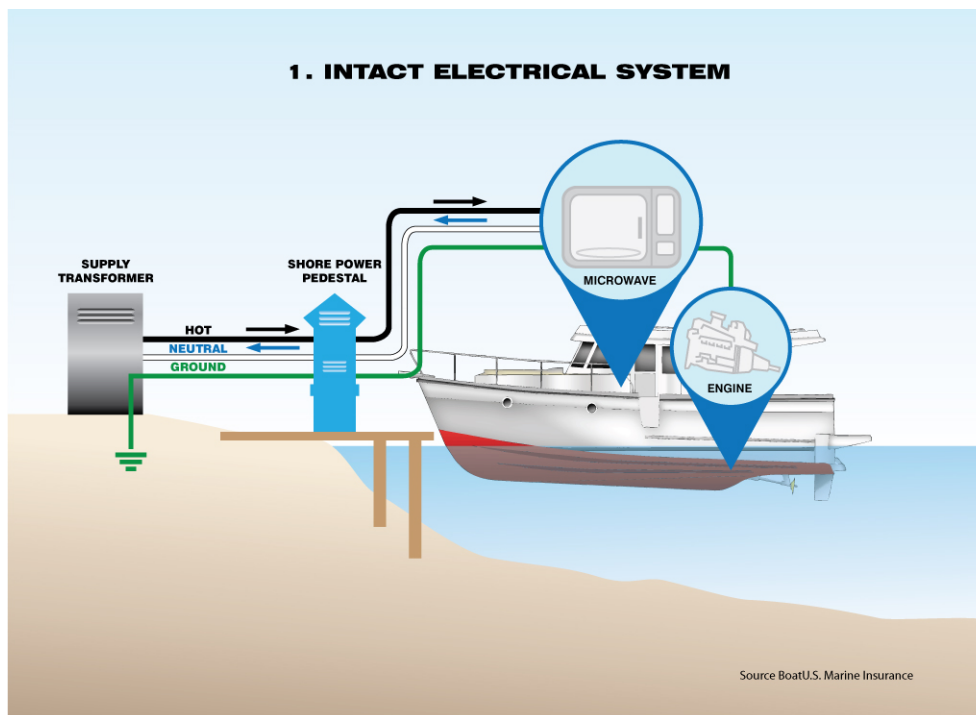 1. INTACT ELECTRICAL SYSTEM
SUPPLY
TRANSFORMER
SHORE POWER
PEDESTAL
HOT
NEUTRAL
GROUND
MICROWAVE
ENGINE
Source BoatU.S. Marine Insurance